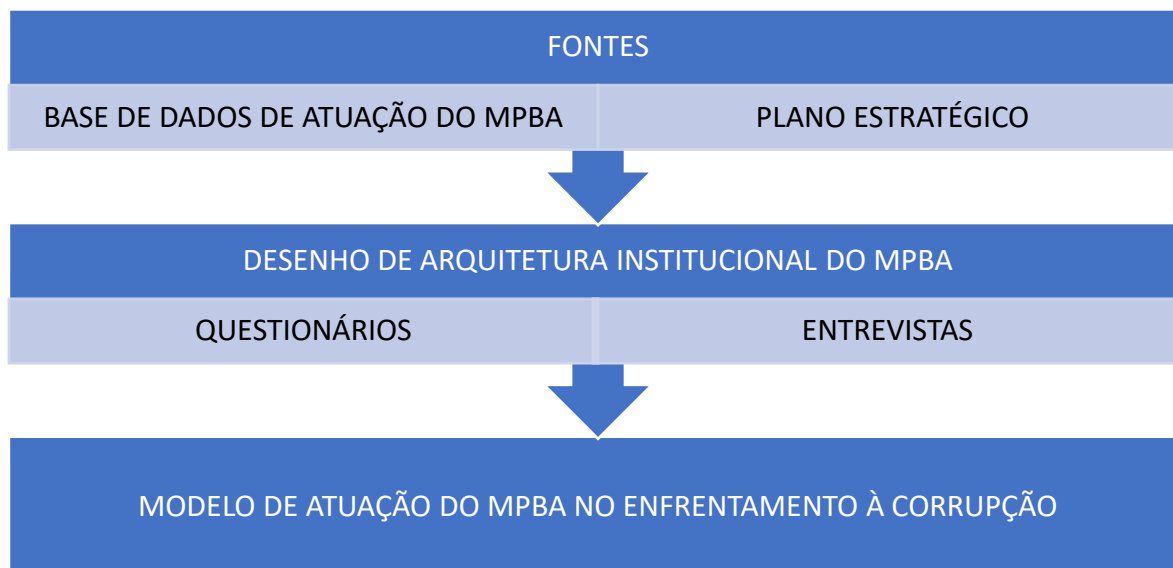 FONTES
BASE DE DADOS DE ATUAÇÃO DO MPBA
PLANO ESTRATÉGICO
DESENHO DE ARQUITETURA INSTITUCIONAL DO MPBA
QUESTIONÁRIOS
ENTREVISTAS
MODELO DE ATUAÇÃO DO MPBA NO ENFRENTAMENTO À CORRUPÇÃO